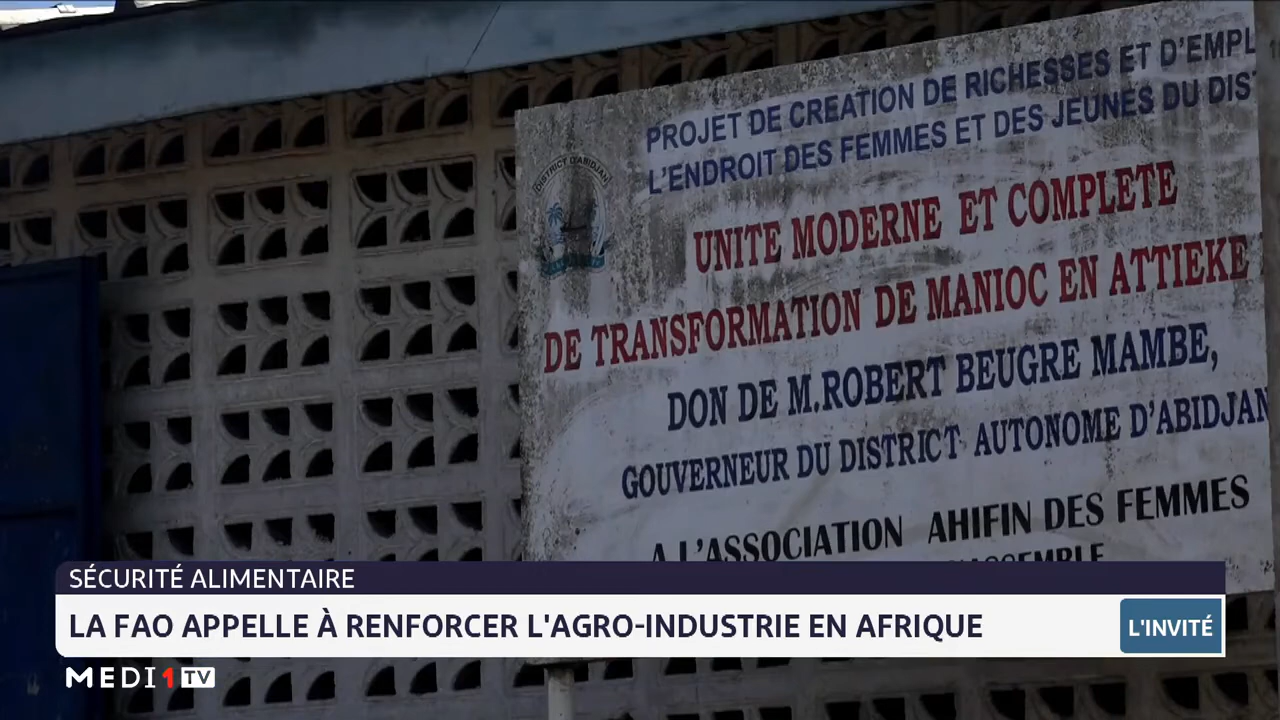 PROJET DE CREATION DE RICHESSES ET D'EMPL
L'ENDROIT DES FEMMES ET DES JEUNES DU DIS
DISTRICT D'ABIDJAN
UNITE MODERNE ET COMPLETE
DE TRANSFORMATION DE MANIOC EN ATTIEKE
DON DE M.ROBERT BEUGRE MAMBE,
GOUVERNEUR DU DISTRICT AUTONOME D'ABIDJAN
A L'ASSOCIATION AHIFIN DES FEMMES
SÉCURITÉ ALIMENTAIRE
LA FAO APPELLE À RENFORCER L'AGRO-INDUSTRIE EN AFRIQUE
L'INVITÉ
MEDI1TV